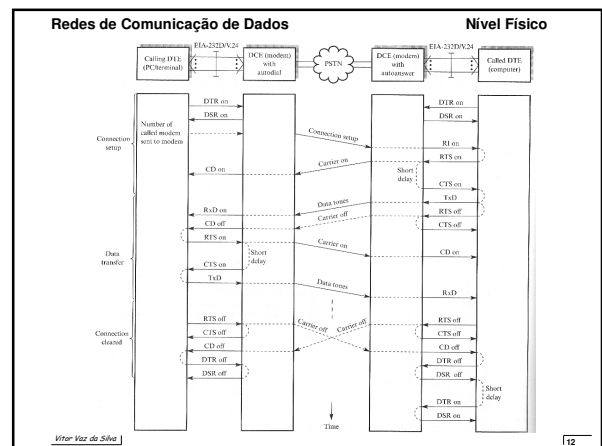 Redes de Comunicação de Dados
Nível Físico
EIA-232D/V.24
EIA-232D/V.24
Calling DTE
(PC/terminal)
DCE (modem)
with
autodial
PSTN
DCE (modem)
with
autoanswer
Called DTE
(computer)
DTR on
DTR on
DSR on
DSR on
Number of
called modem
sent to modem
Connection
setup
Connection setup
RI on
RTS on
Carrier on
CD on
Short
delay
CTS on
TxD
Data tones
RxD on
RTS off
Carrier off
CD off
CTS off
RTS on
Carrier on
CD on
Data
transfer
Short
delay
CTS on
TxD
Data tones
RxD
Connection
cleared
RTS off
RTS off
Carrier off
Carrier off
CTS off
CTS off
CD off
CD off
DTR off
DTR off
DSR off
DSR off
Short
delay
DTR on
DSR on
Time
Vitor Vaz da Silva
12